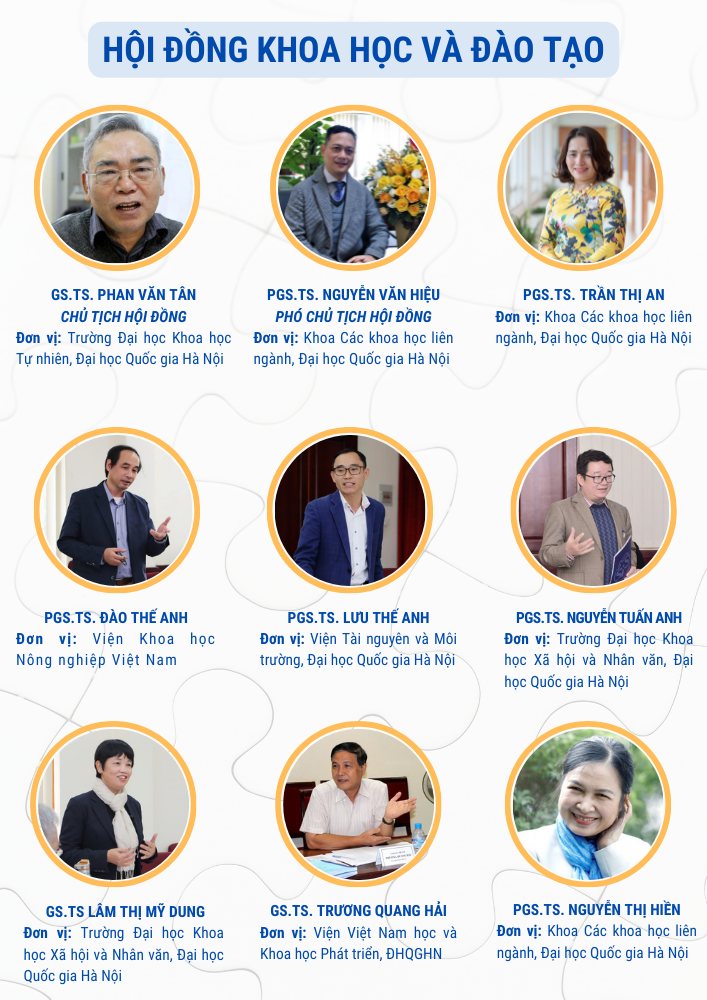 HỘI ĐỒNG KHOA HỌC VÀ ĐÀO TẠO
GS.TS. PHAN VĂN TÂN
CHỦ TỊCH HỘI ĐỒNG
Đơn vị: Trường Đại học Khoa học
Tự nhiên, Đại học Quốc gia Hà Nội
PGS.TS. NGUYỄN VĂN HIỆU
PHÓ CHỦ TỊCH HỘI ĐỒNG
Đơn vị: Khoa Các khoa học liên
ngành, Đại học Quốc gia Hà Nội
PGS.TS. TRẦN THỊ AN
Đơn vị: Khoa Các khoa học liên
ngành, Đại học Quốc gia Hà Nội
PGS.TS. ĐÀO THẾ ANH
Đơn vị: Viện Khoa học
Nông nghiệp Việt Nam
PGS.TS. LƯU THẾ ANH
Đơn vị: Viện Tài nguyên và Môi
trường, Đại học Quốc gia Hà Nội
PGS.TS. NGUYỄN TUẤN ANH
Đơn vị: Trường Đại học Khoa
học Xã hội và Nhân văn, Đại
học Quốc gia Hà Nội
GS.TS LÂM THỊ MỸ DUNG
Đơn vị: Trường Đại học Khoa
học Xã hội và Nhân văn, Đại học
Quốc gia Hà Nội
GS.TS. TRƯƠNG QUANG HẢI
Đơn vị: Viện Việt Nam học và
Khoa học Phát triển, ĐHQGHN
PGS.TS. NGUYỄN THỊ HIỀN
Đơn vị: Khoa Các khoa học liên
ngành, Đại học Quốc gia Hà Nội